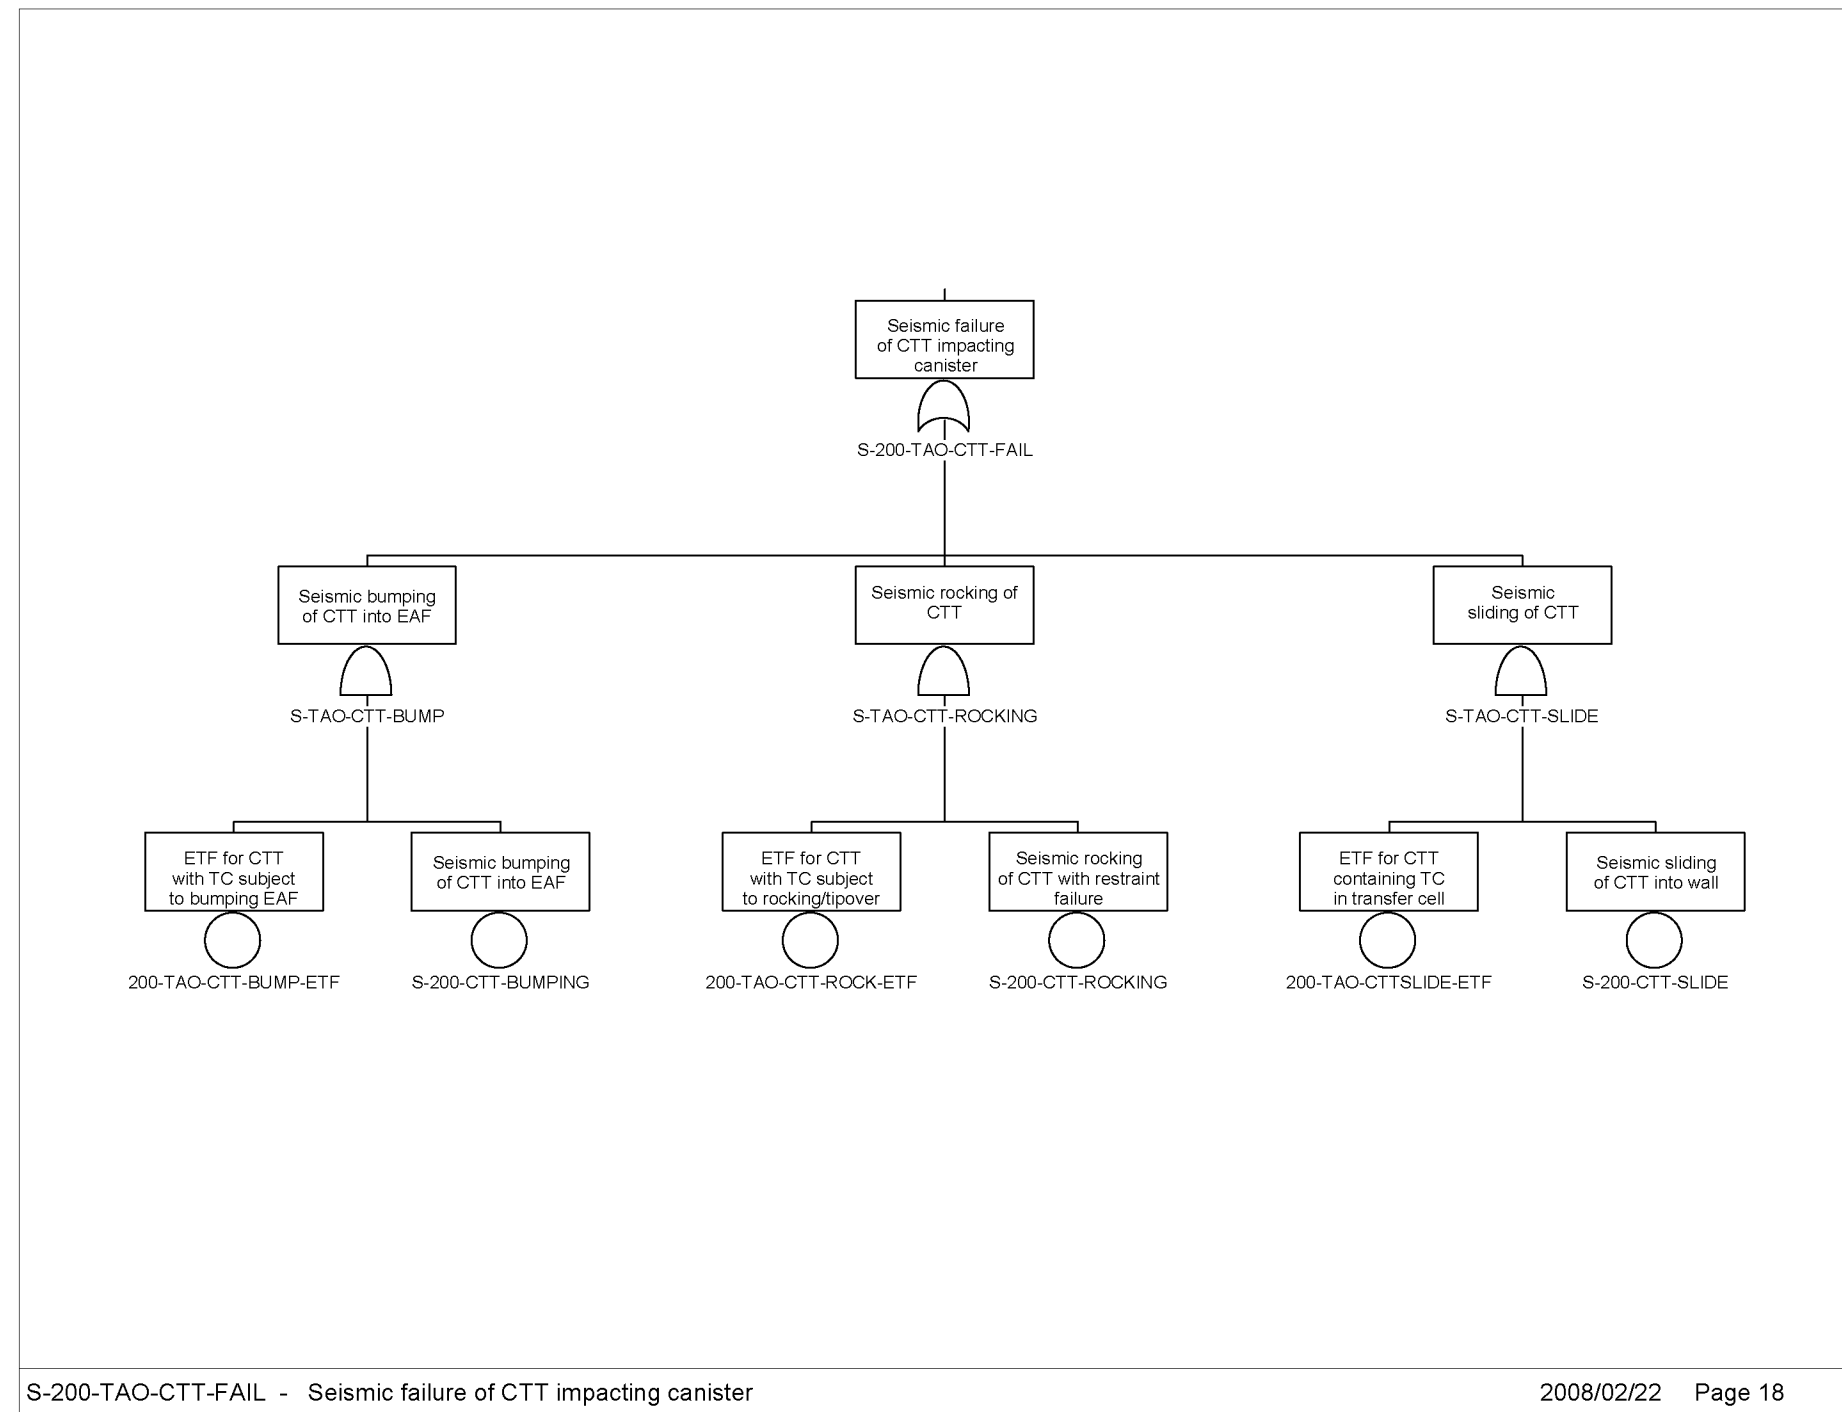 Seismic failure
of CTT impacting
canister
S-200-TAO-CTT-FAIL
Seismic bumping
of CTT into EAF
S-TAO-CTT-BUMP
Seismic rocking of
CTT
S-TAO-CTT-ROCKING
Seismic
sliding of CTT
S-TAO-CTT-SLIDE
ETF for CTT
with TC subject
to bumping EAF
200-TAO-CTT-BUMP-ETF
Seismic bumping
of CTT into EAF
S-200-CTT-BUMPING
ETF for CTT
with TC subject
to rocking/tipover
200-TAO-CTT-ROCK-ETF
Seismic rocking
of CTT with restraint
failure
S-200-CTT-ROCKING
ETF for CTT
containing TC
in transfer cell
200-TAO-CTTSLIDE-ETF
Seismic sliding
of CTT into wall
S-200-CTT-SLIDE
S-200-TAO-CTT-FAIL - Seismic failure of CTT impacting canister
2008/02/22 Page 18